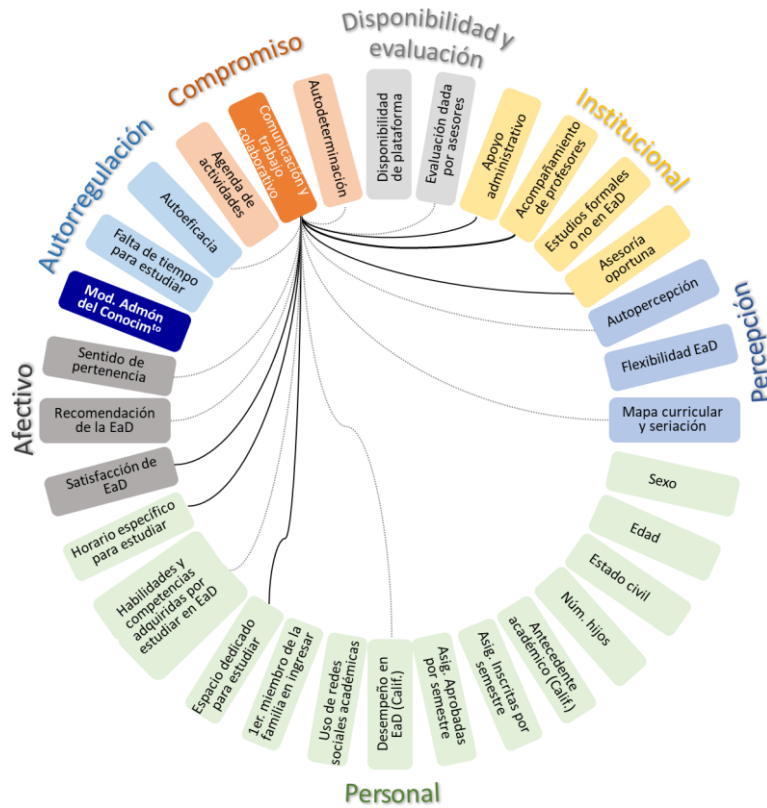 Disponibilidad y
evaluación
Compromiso
Institucional
Autorregulación
Percepción
Afectivo
Personal
Disponibilidad
de plataforma
Evaluación dada
por asesores
Apoyo
administrativo
Acompañamiento
de profesores
Estudios formales
o no en EaD
Asesoría
oportuna
Autopercepción
Flexibilidad EaD
Mapa curricular
y seriación
Sexo
Edad
Estado civil
Núm. hijos
Antecedente
académico (Calif.)
Asig. Inscritas por
semestre
Asig. Aprobadas
por semestre
Desempeño en
EaD (Calif.)
Uso de redes
sociales académicas
1er. miembro de la
familia en ingresar
Espacio dedicado
para estudiar
Habilidades y
competencias
adquiridas por
estudiar en EaD
Horario específico
para estudiar
Satisfacción de
EaD
Recomendación
de la EaD
Sentido de
pertenencia
Mod. Admón
del Conocimto
Falta de tiempo
para estudiar
Autoeficacia
Agenda de
actividades
Comunicación y
trabajo
colaborativo
Autodeterminación